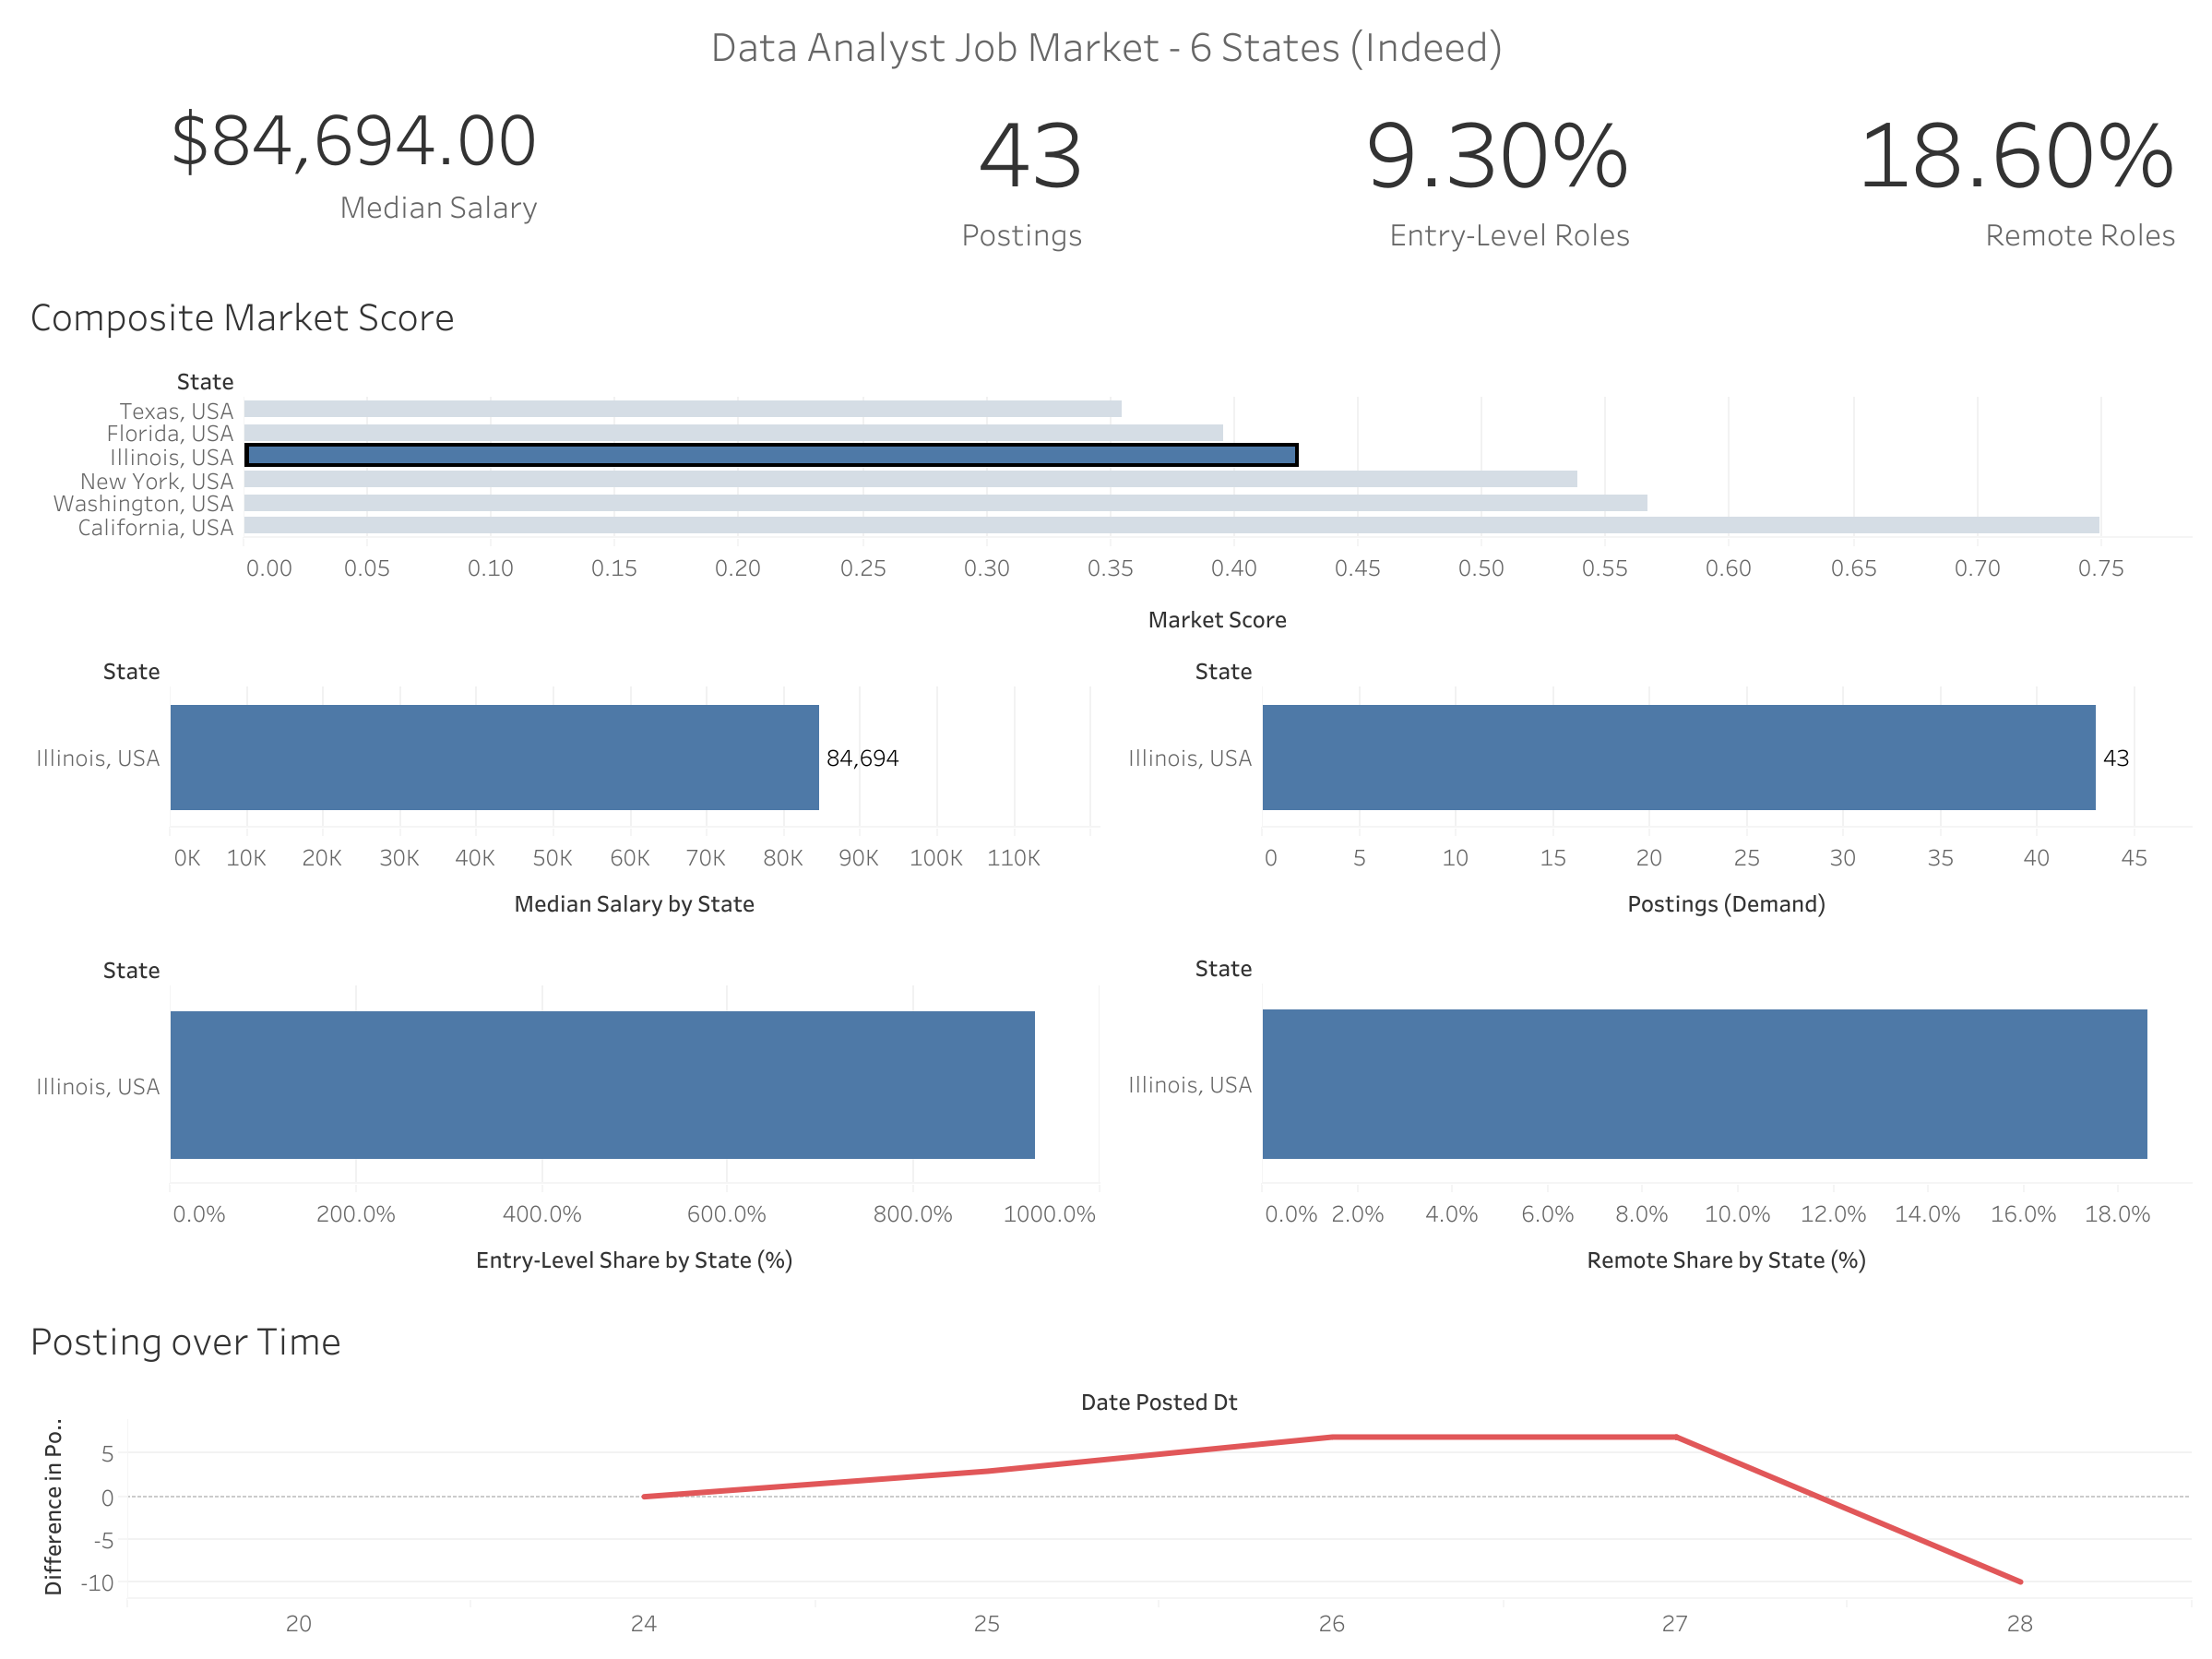 Data Analyst Job Market - 6 States (Indeed)
$84,694.00
Median Salary
43
Postings
9.30%
Entry-Level Roles
18.60%
Remote Roles
Composite Market Score
State
Texas, USA
Florida, USA
Illinois, USA
New York, USA
Washington, USA
California, USA
0.00 0.05 0.10 0.15 0.20 0.25 0.30 0.35 0.40 0.45 0.50 0.55 0.60 0.65 0.70 0.75
Market Score
State
Illinois, USA
84,694
0K 10K 20K 30K 40K 50K 60K 70K 80K 90K 100K 110K
Median Salary by State
State
Illinois, USA
43
0 5 10 15 20 25 30 35 40 45
Postings (Demand)
State
Illinois, USA
0.0% 200.0% 400.0% 600.0% 800.0% 1000.0%
Entry-Level Share by State (%)
State
Illinois, USA
0.0% 2.0% 4.0% 6.0% 8.0% 10.0% 12.0% 14.0% 16.0% 18.0%
Remote Share by State (%)
Posting over Time
Date Posted Dt
Difference in Po..
5
0
-5
-10
20 24 25 26 27 28